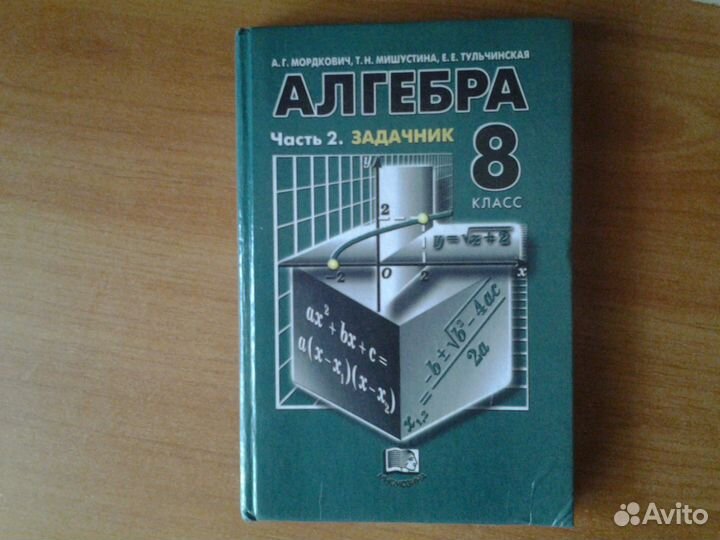 А. Г. МОРДКОВИЧ, Т. Н. МИШУСТИНА, Е. Е. ТУЛЬЧИНСКАЯ
АЛГЕБРА
Часть 2. ЗАДАЧНИК
8
КЛАСС
y
2
y=√x+2
-2
O
2
x
ax²+bx+c=
a(x-x₁)(x-x₂)
x₁,₂ = -b±√b²-4ac
2a
МНЕМОЗИНА
Avito